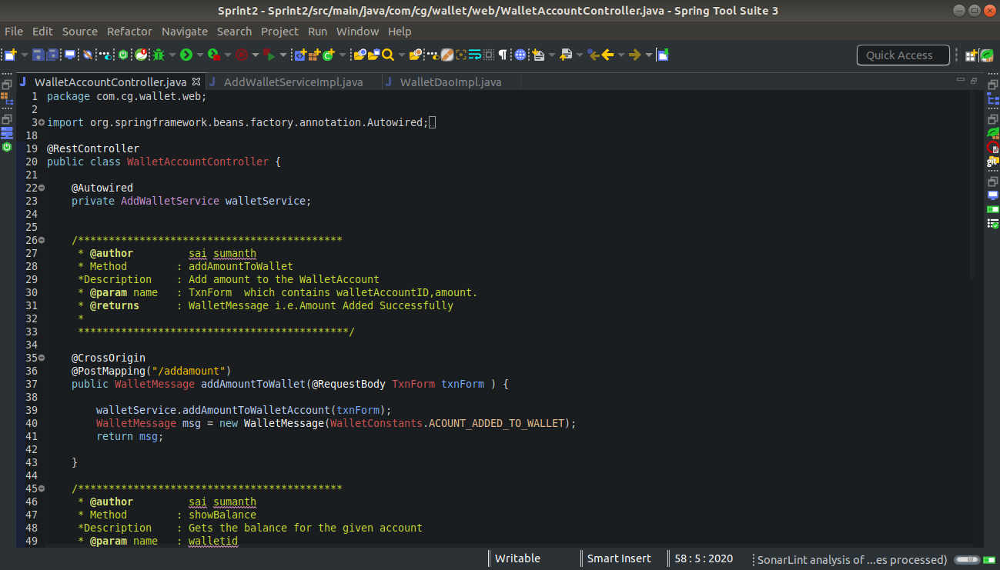 Sprint2 - Sprint2/src/main/java/com/cg/wallet/web/WalletAccountController.java - Spring Tool Suite 3
File Edit Source Refactor Navigate Search Project Run Window Help
Quick Access
WalletAccountController.java AddWalletServiceImpl.java WalletDaoImpl.java
1 package com.cg.wallet.web;
2
3 import org.springframework.beans.factory.annotation.Autowired;
18
19 @RestController
20 public class WalletAccountController {
21
22 @Autowired
23 private AddWalletService walletService;
24
25
26 /*******************************************
27 * @author sai sumanth
28 * Method : addAmountToWallet
29 *Description : Add amount to the WalletAccount
30 * @param name : TxnForm which contains walletAccountID,amount.
31 * @returns : WalletMessage i.e.Amount Added Successfully
32 *
33 ********************************************/
34
35 @CrossOrigin
36 @PostMapping("/addamount")
37 public WalletMessage addAmountToWallet(@RequestBody TxnForm txnForm ) {
38
39 walletService.addAmountToWalletAccount(txnForm);
40 WalletMessage msg = new WalletMessage(WalletConstants.ACOUNT_ADDED_TO_WALLET);
41 return msg;
42
43 }
44
45 /*******************************************
46 * @author sai sumanth
47 * Method : showBalance
48 *Description : Gets the balance for the given account
49 * @param name : walletid
Writable Smart Insert 58 : 5 : 2020 SonarLint analysis of ...es processed)